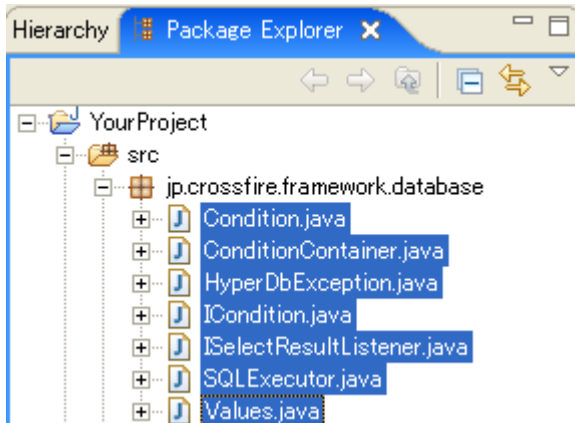 Hierarchy Package Explorer
YourProject
src
jp.crossfire.framework.database
Condition.java
ConditionContainer.java
HyperDbException.java
ICondition.java
ISelectResultListener.java
SQLExecutor.java
Values.java